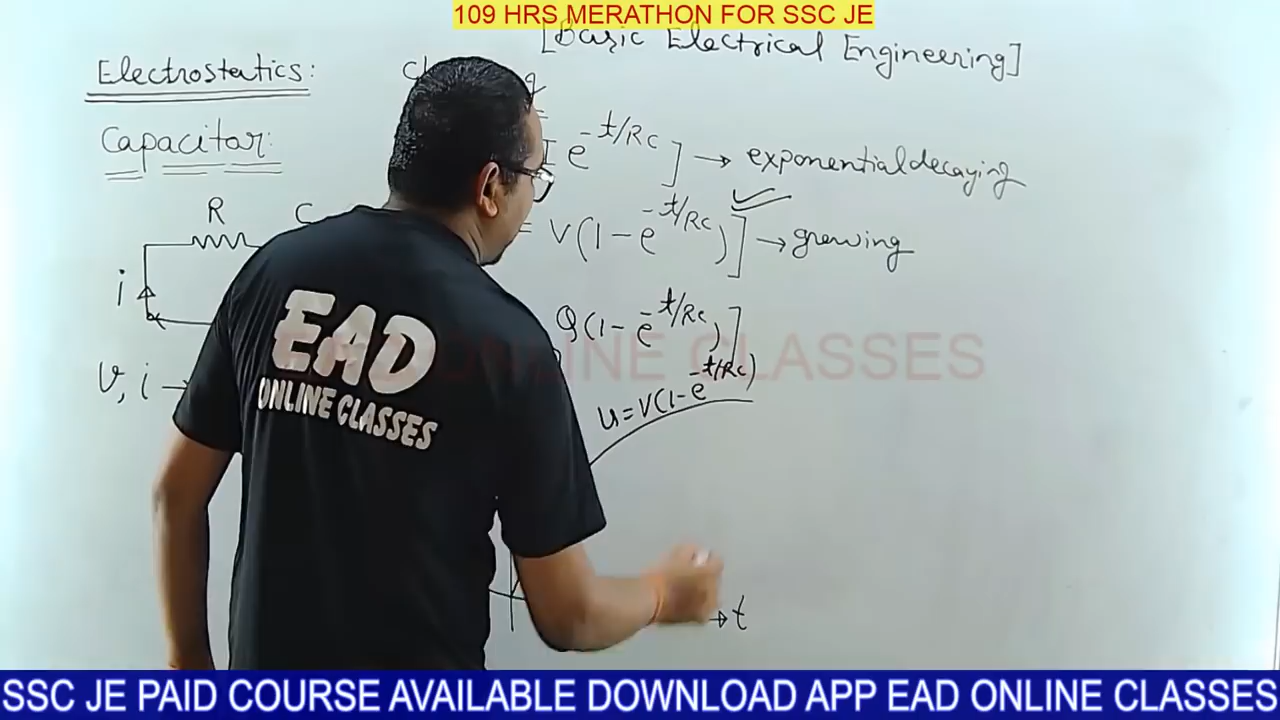 109 HRS MERATHON FOR SSC JE
[Basic Electrical Engineering]
Electrostatics:
Capacitor:
I e^-t/RC] → exponential decaying
R C
= V(1-e^-t/RC)] → growing
i
Q(1-e^-t/RC)]
ONLINE CLASSES
V, i →
u = V(1-e^-t/RC)
EAD
ONLINE CLASSES
→ t
SSC JE PAID COURSE AVAILABLE DOWNLOAD APP EAD ONLINE CLASSES